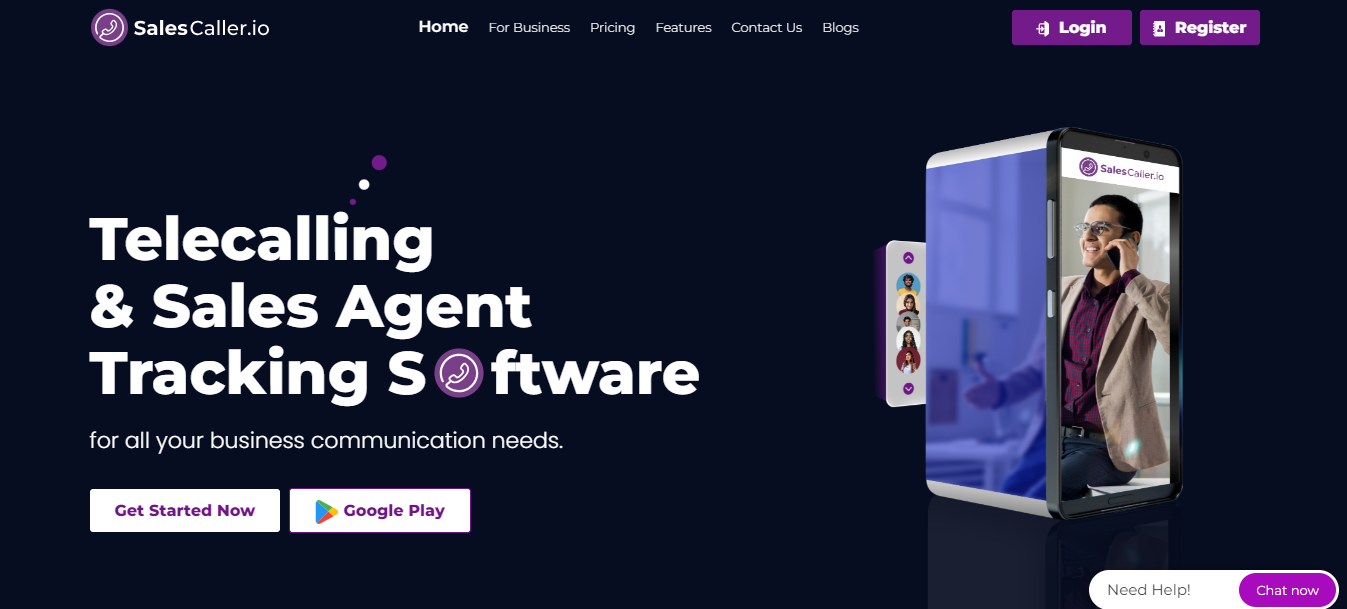 SalesCaller.io
Home For Business Pricing Features Contact Us Blogs
Login Register
SalesCaller.io
Telecalling
& Sales Agent
Tracking Software
for all your business communication needs.
Get Started Now
Google Play
Need Help!
Chat now